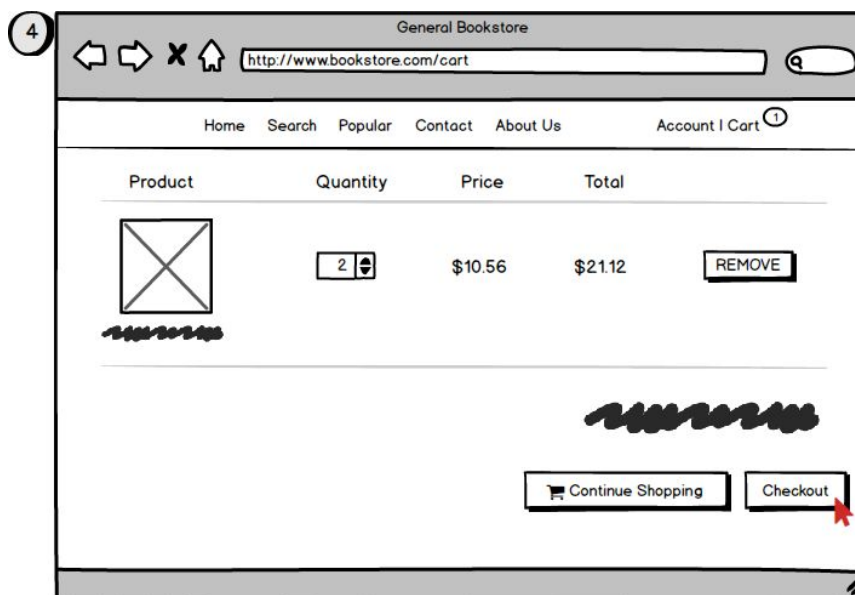 4
General Bookstore
http://www.bookstore.com/cart
Home Search Popular Contact About Us Account | Cart 1
Product Quantity Price Total
2 $10.56 $21.12 REMOVE
Continue Shopping Checkout